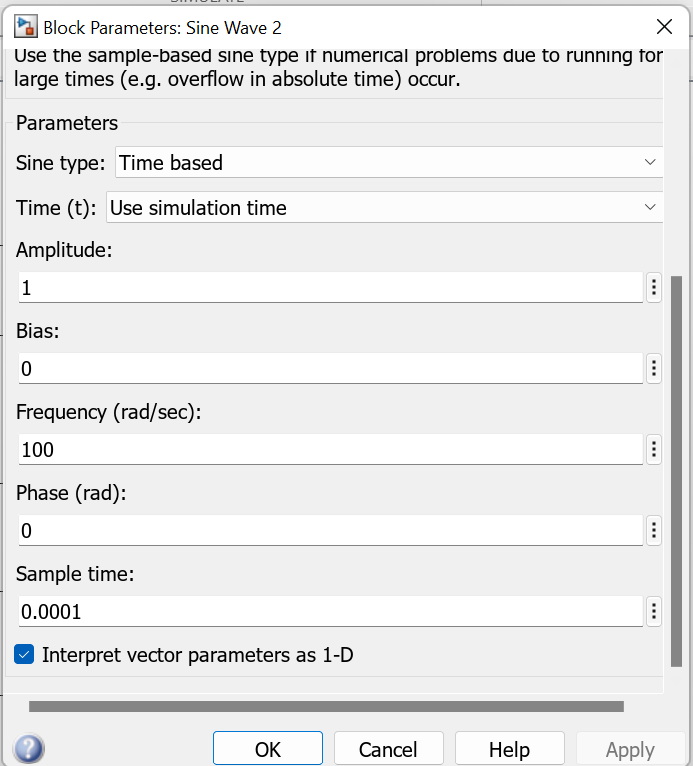 SIMULATE
Block Parameters: Sine Wave 2
Use the sample-based sine type if numerical problems due to running for
large times (e.g. overflow in absolute time) occur.
Parameters
Sine type: Time based
Time (t): Use simulation time
Amplitude:
1
Bias:
0
Frequency (rad/sec):
100
Phase (rad):
0
Sample time:
0.0001
Interpret vector parameters as 1-D
? OK Cancel Help Apply